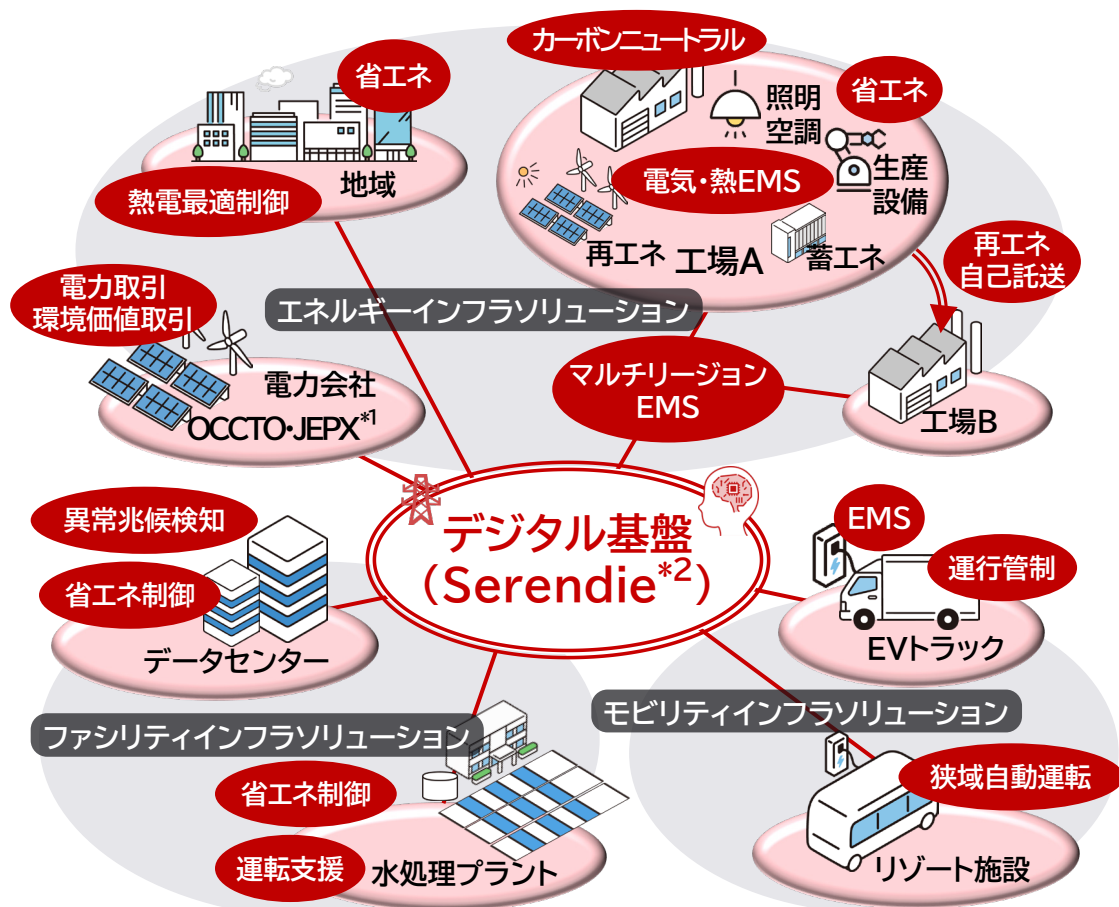 カーボンニュートラル
省エネ
省エネ
照明
空調
生産
設備
電気・熱EMS
地域
熱電最適制御
再エネ
工場A
蓄エネ
再エネ
自己託送
電力取引
環境価値取引
エネルギーインフラソリューション
マルチリージョン
EMS
電力会社
OCCTO・JEPX*1
工場B
デジタル基盤
(Serendie*2)
異常兆候検知
省エネ制御
データセンター
EMS
運行管制
EVトラック
ファシリティインフラソリューション
モビリティインフラソリューション
省エネ制御
運転支援
水処理プラント
狭域自動運転
リゾート施設